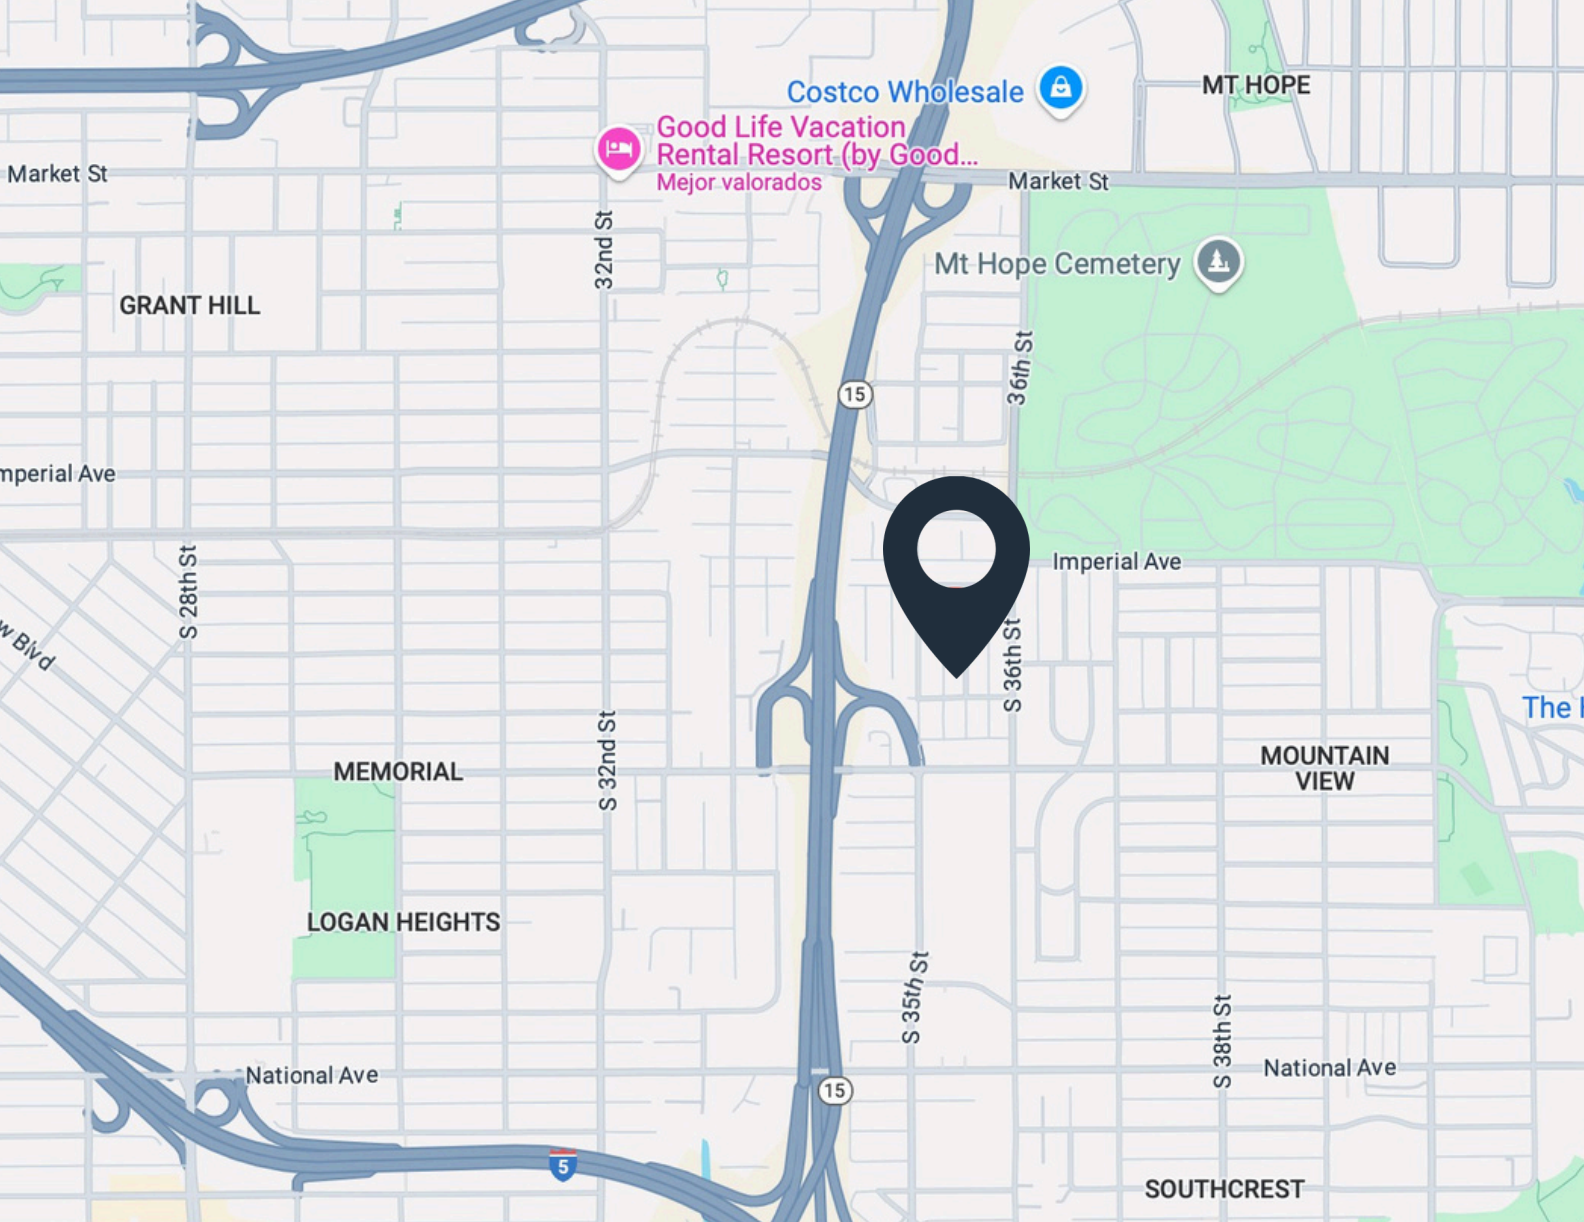 Costco Wholesale
MT HOPE
Good Life Vacation
Rental Resort (by Good...
Mejor valorados
Market St
Market St
32nd St
Mt Hope Cemetery
GRANT HILL
36th St
15
mperial Ave
Imperial Ave
S 28th St
w Blvd
S 36th St
The
S 32nd St
MEMORIAL
MOUNTAIN
VIEW
LOGAN HEIGHTS
S 35th St
S 38th St
National Ave
National Ave
15
5
SOUTHCREST